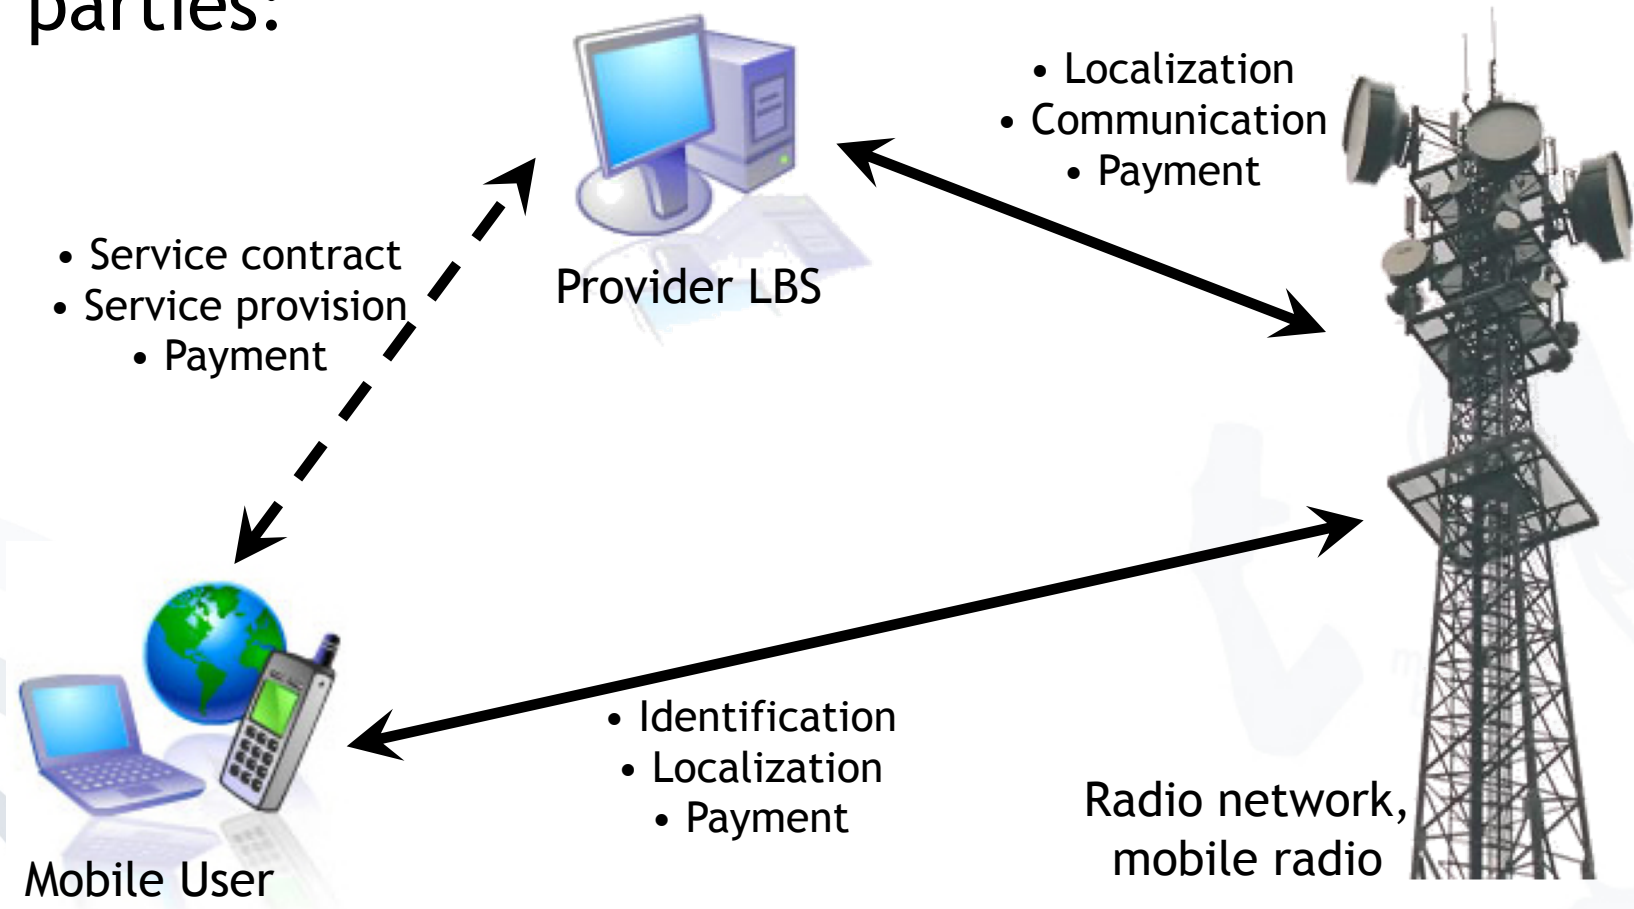 parties:
• Localization
• Communication
• Payment
• Service contract
• Service provision
• Payment
Provider LBS
• Identification
• Localization
• Payment
Radio network,
mobile radio
Mobile User